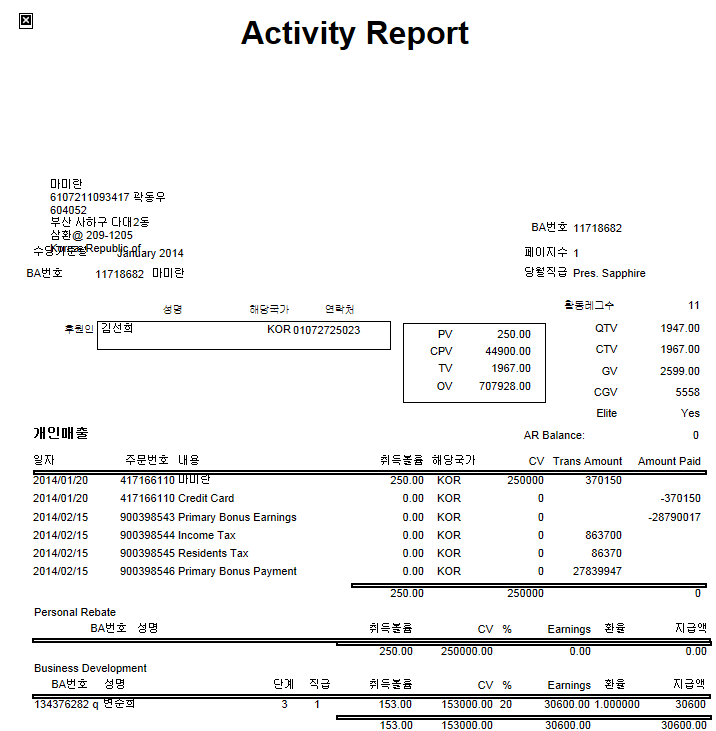 Activity Report
마미란
6107211093417 곽동우
604052
부산 사하구 다대2동
삼환@ 209-1205
Korea, Republic of
BA번호 11718682
수당기준월 January 2014
페이지수 1
BA번호 11718682 마미란
당월직급 Pres. Sapphire
성명 해당국가 연락처
후원인 김선희 KOR 01072725023
활동레그수 11
PV 250.00
CPV 44900.00
TV 1967.00
OV 707928.00
QTV 1947.00
CTV 1967.00
GV 2599.00
CGV 5558
Elite Yes
개인매출
AR Balance: 0
일자 주문번호 내용 취득볼율 해당국가 CV Trans Amount Amount Paid
2014/01/20 417166110 마미란 250.00 KOR 250000 370150
2014/01/20 417166110 Credit Card 0.00 KOR 0 -370150
2014/02/15 900398543 Primary Bonus Earnings 0.00 KOR 0 -28790017
2014/02/15 900398544 Income Tax 0.00 KOR 0 863700
2014/02/15 900398545 Residents Tax 0.00 KOR 0 86370
2014/02/15 900398546 Primary Bonus Payment 0.00 KOR 0 27839947
250.00 250000 0
Personal Rebate
BA번호 성명 취득볼율 CV % Earnings 환율 지급액
250.00 250000.00 0.00 0.00
Business Development
BA번호 성명 단계 직급 취득볼율 CV % Earnings 환율 지급액
134376282 q 변순희 3 1 153.00 153000.00 20 30600.00 1.000000 30600
153.00 153000.00 30600.00 30600.00